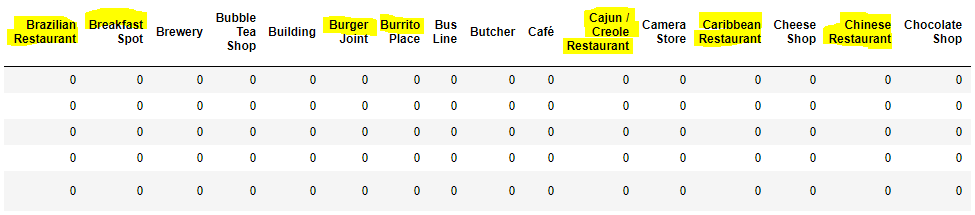 Brazilian Restaurant Breakfast Spot Brewery Bubble Tea Shop Building Burger Joint Burrito Place Bus Line Butcher Café Cajun / Creole Restaurant Camera Store Caribbean Restaurant Cheese Shop Chinese Restaurant Chocolate Shop
0 0 0 0 0 0 0 0 0 0 0 0 0 0 0 0
0 0 0 0 0 0 0 0 0 0 0 0 0 0 0 0
0 0 0 0 0 0 0 0 0 0 0 0 0 0 0 0
0 0 0 0 0 0 0 0 0 0 0 0 0 0 0 0
0 0 0 0 0 0 0 0 0 0 0 0 0 0 0 0